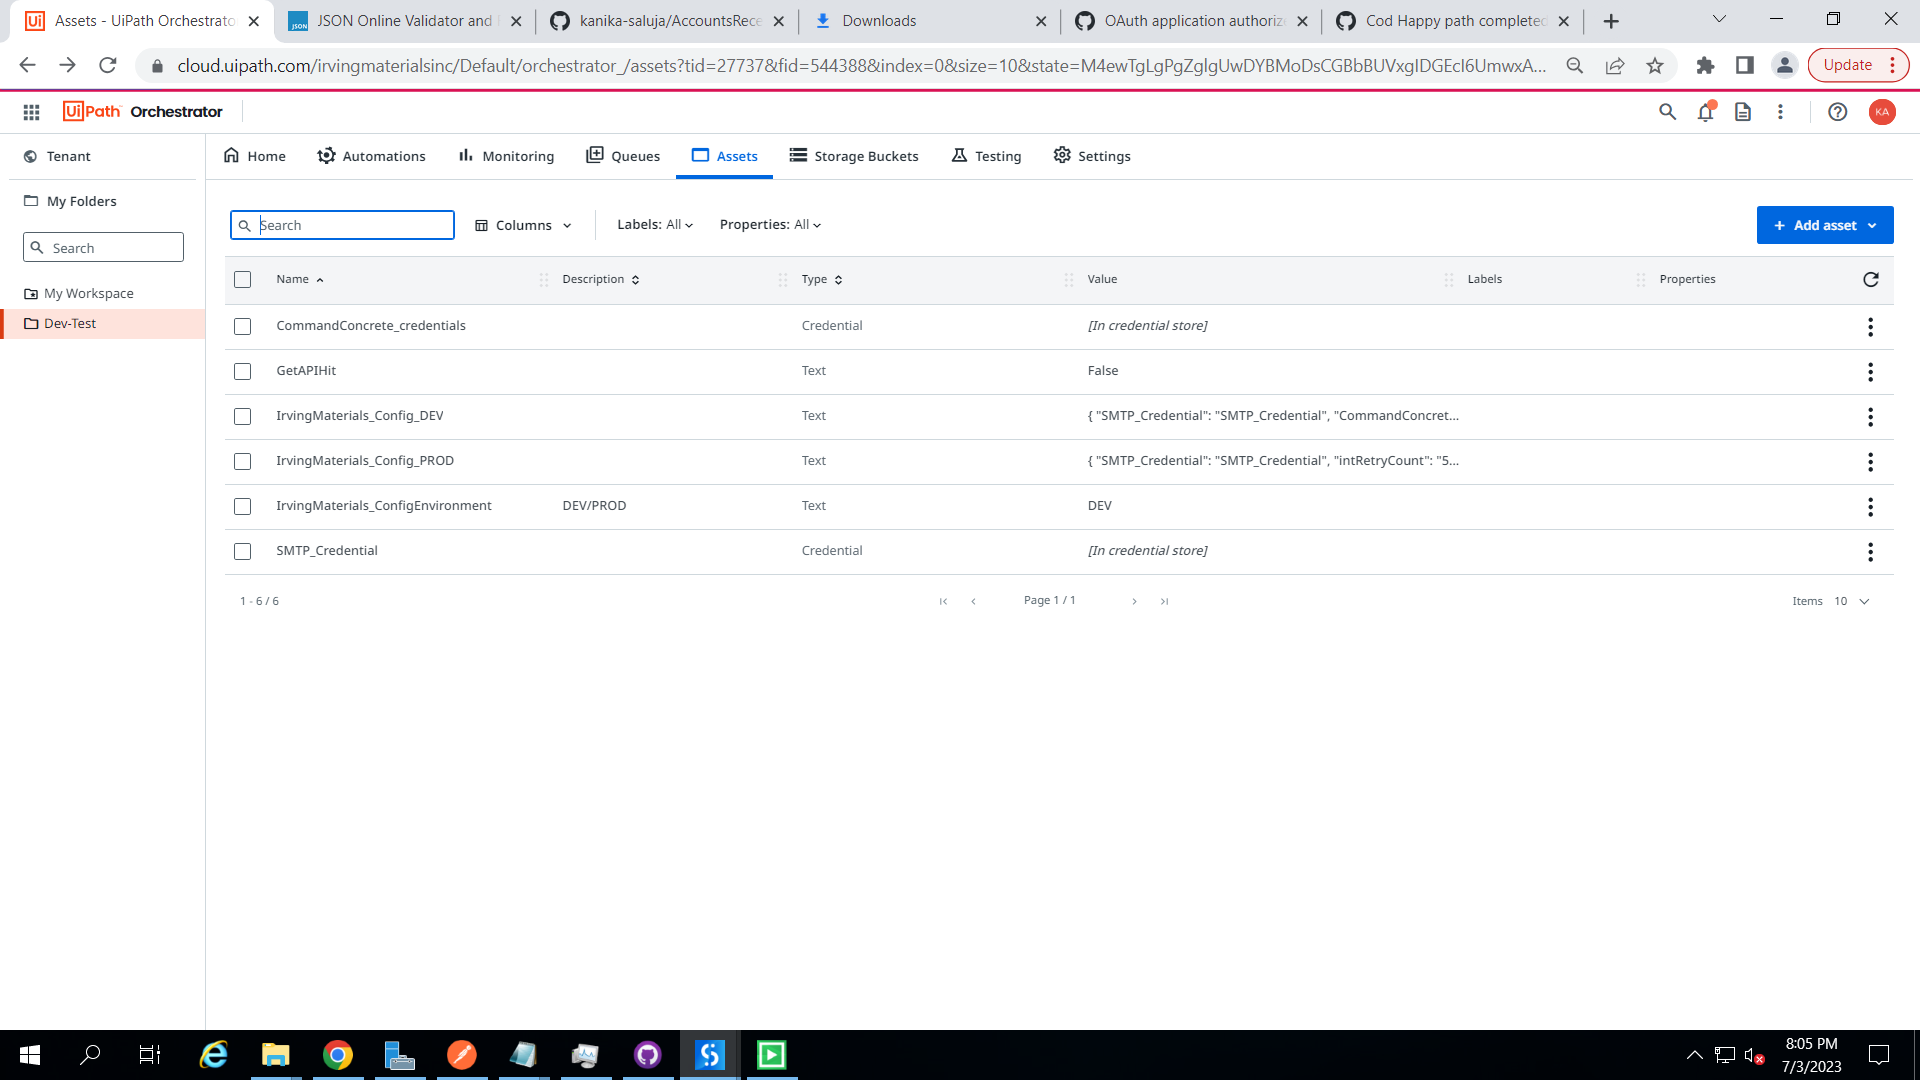 Assets - UiPath Orchestrato
JSON Online Validator and
kanika-saluja/AccountsRece
Downloads
OAuth application authoriz
Cod Happy path completed
cloud.uipath.com/irvingmaterialsinc/Default/orchestrator_/assets?tid=27737&fid=544388&index=0&size=10&state=M4ewTgLgPgZglgUwDYBMoDsCGBbBUVxgIDGEcI6UmwxA...
Update
UiPath Orchestrator
KA
Tenant
Home
Automations
Monitoring
Queues
Assets
Storage Buckets
Testing
Settings
My Folders
Search
My Workspace
Dev-Test
Search
Columns
Labels: All
Properties: All
+ Add asset
Name
Description
Type
Value
Labels
Properties
CommandConcrete_credentials Credential [In credential store]
GetAPIHit Text False
IrvingMaterials_Config_DEV Text { "SMTP_Credential": "SMTP_Credential", "CommandConcret...
IrvingMaterials_Config_PROD Text { "SMTP_Credential": "SMTP_Credential", "intRetryCount": "5...
IrvingMaterials_ConfigEnvironment DEV/PROD Text DEV
SMTP_Credential Credential [In credential store]
1 - 6 / 6
Page 1 / 1
Items 10
8:05 PM
7/3/2023